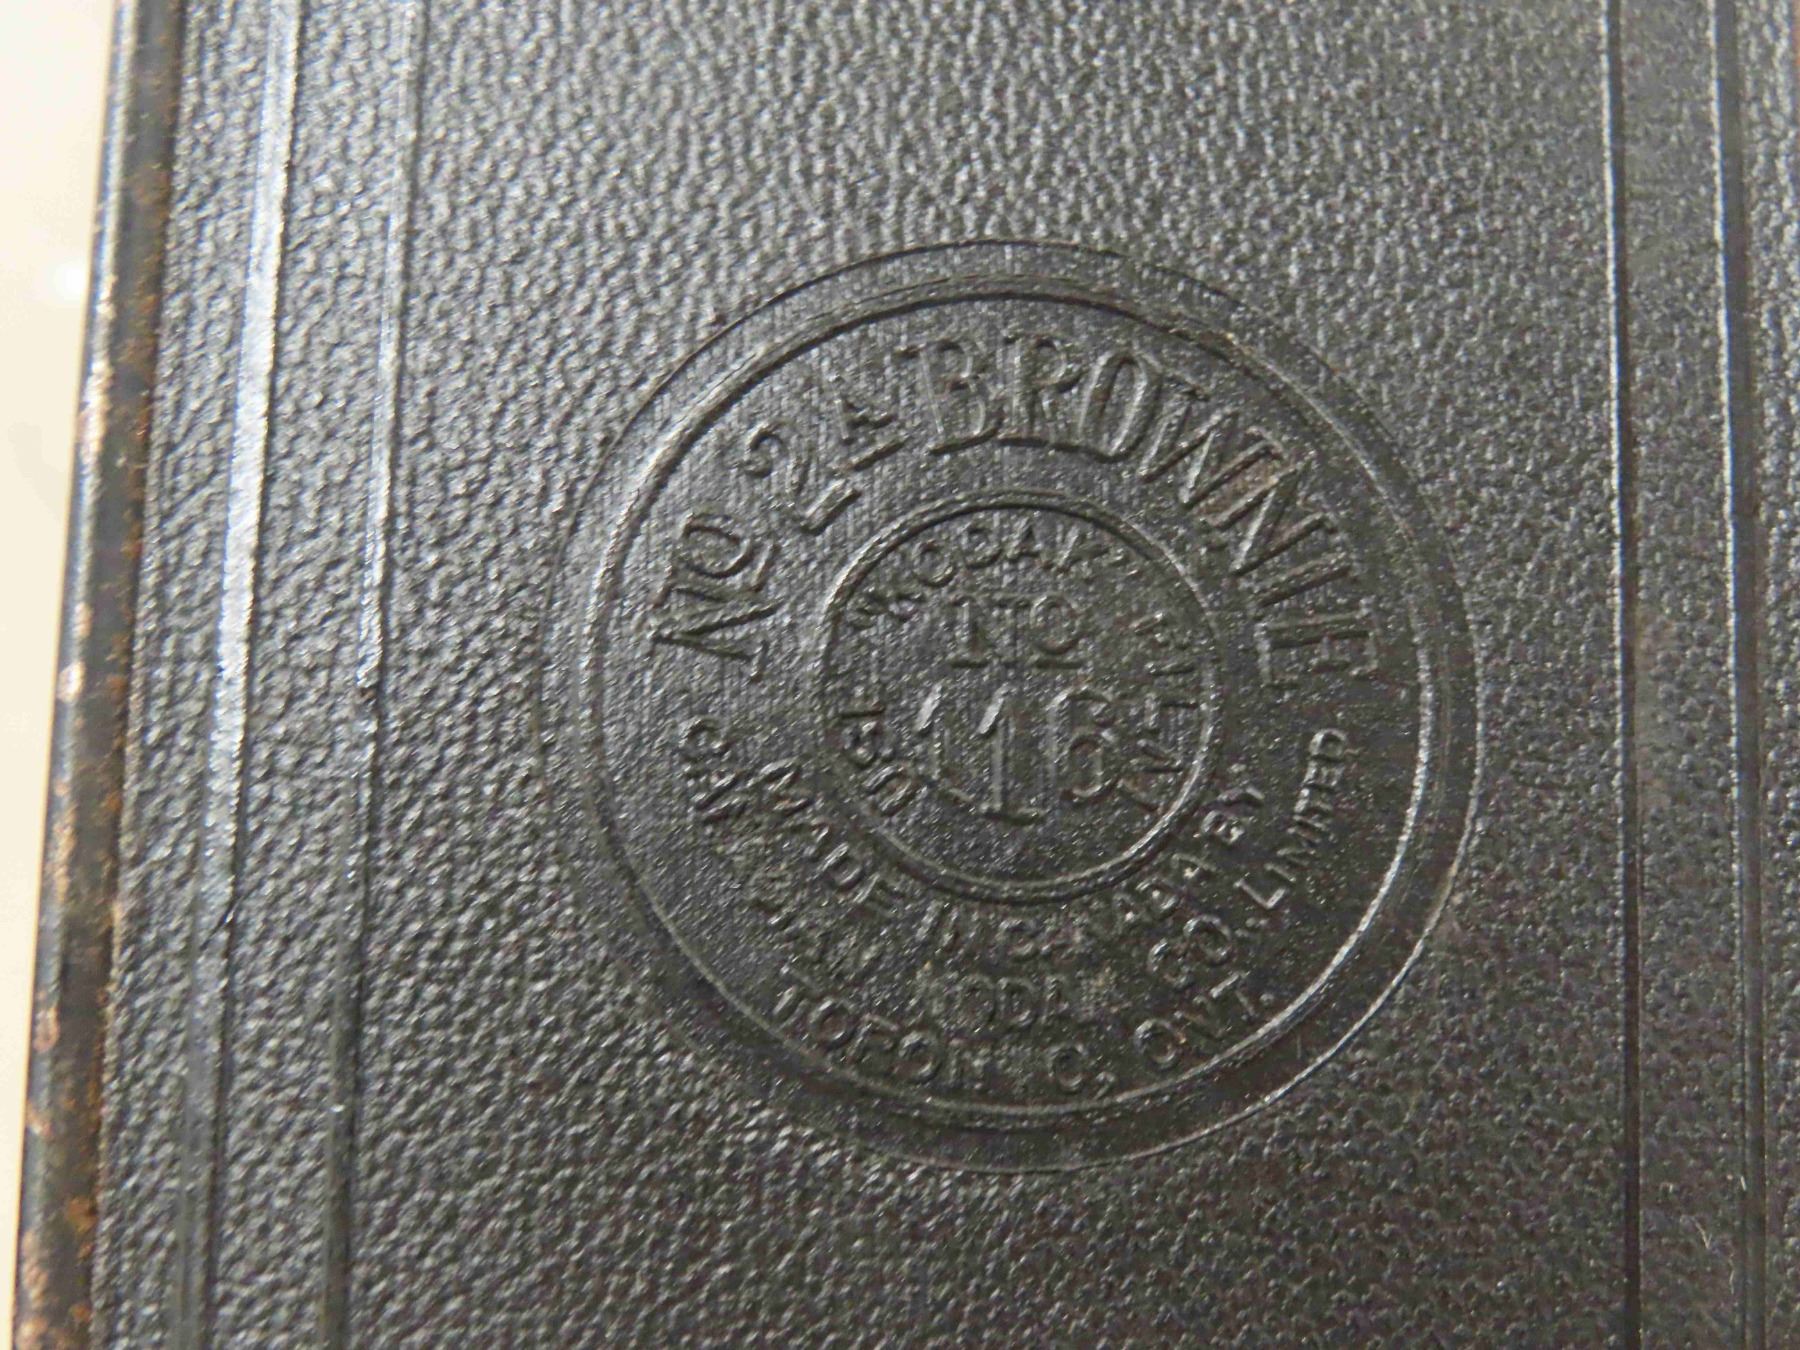 No 2A BROWNIE
USE KODAK FILM
No
116
MADE IN CANADA BY
CANADIAN KODAK CO. LIMITED
TORONTO, ONT.